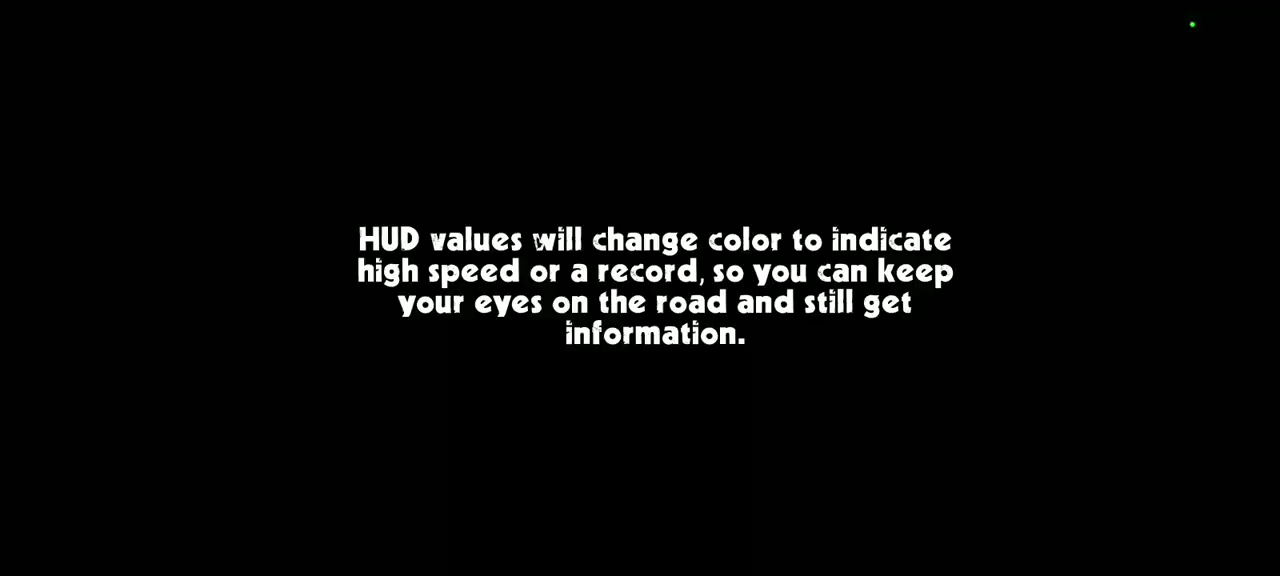 HUD values will change color to indicate
high speed or a record, so you can keep
your eyes on the road and still get
information.